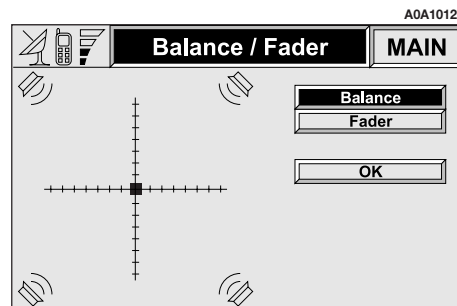 A0A1012
Balance / Fader
MAIN
Balance
Fader
OK